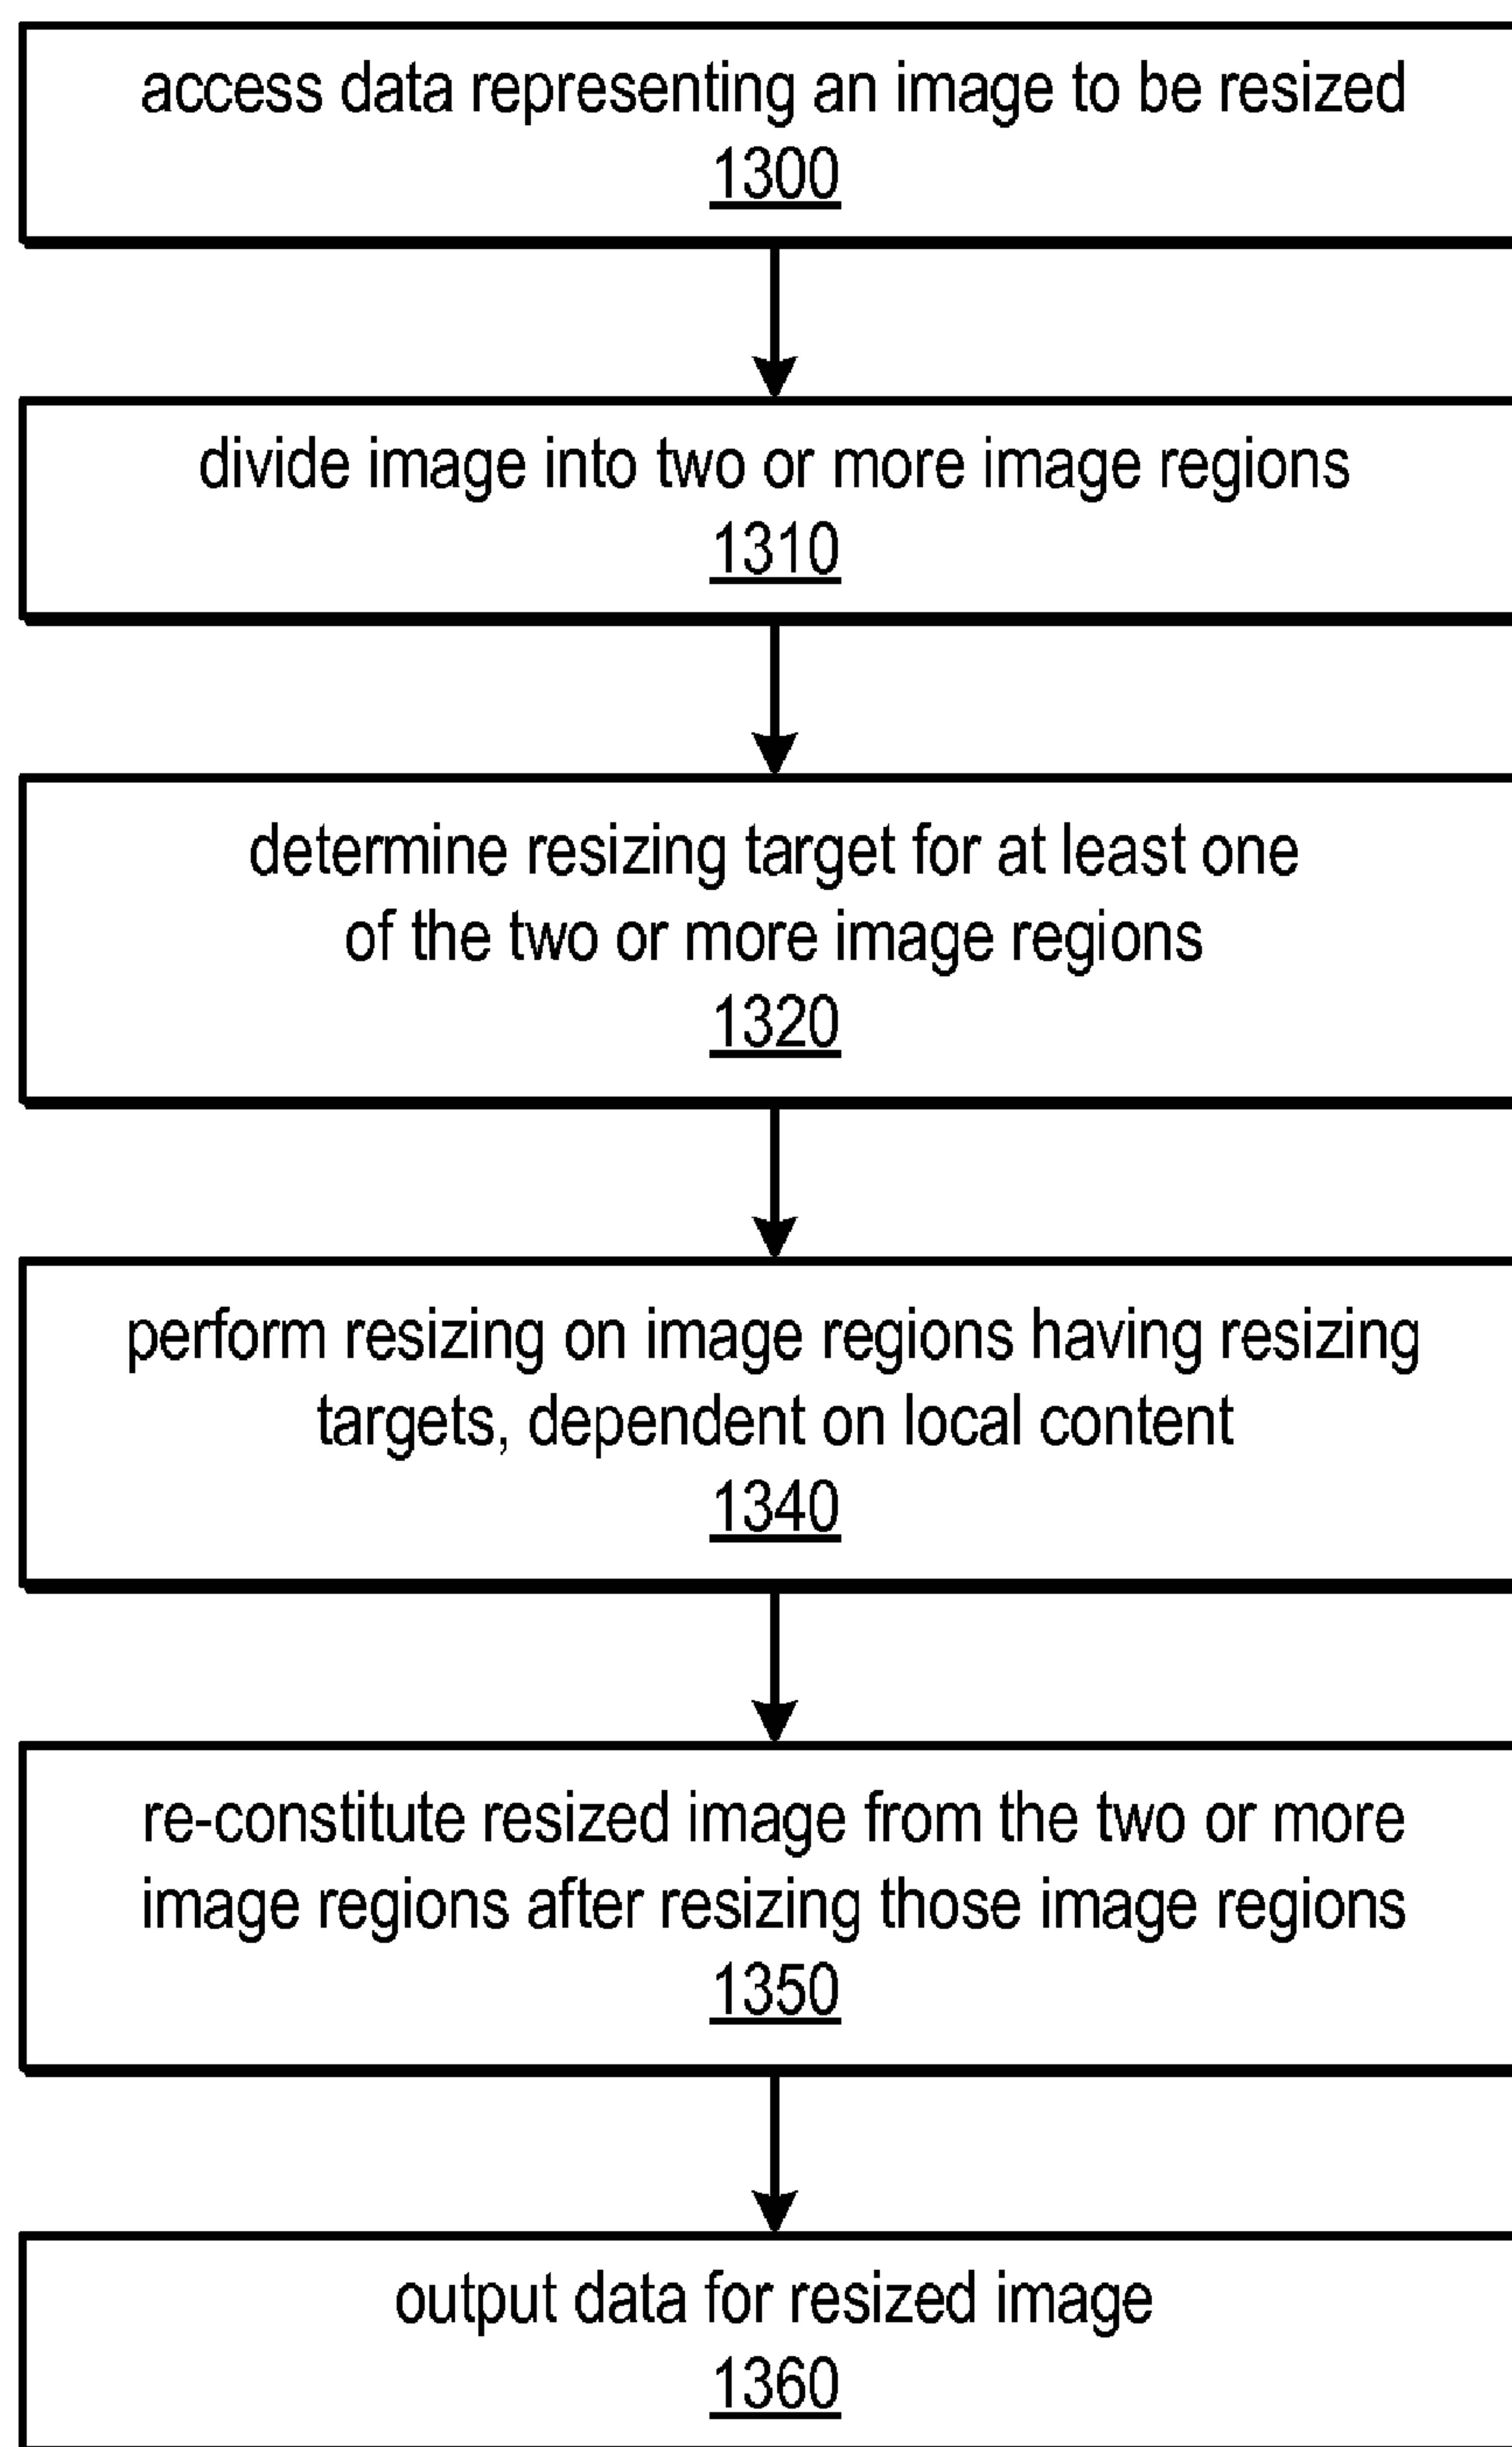 access data representing an image to be resized
1300
divide image into two or more image regions
1310
determine resizing target for at least one
of the two or more image regions
1320
perform resizing on image regions having resizing
targets, dependent on local content
1340
re-constitute resized image from the two or more
image regions after resizing those image regions
1350
output data for resized image
1360